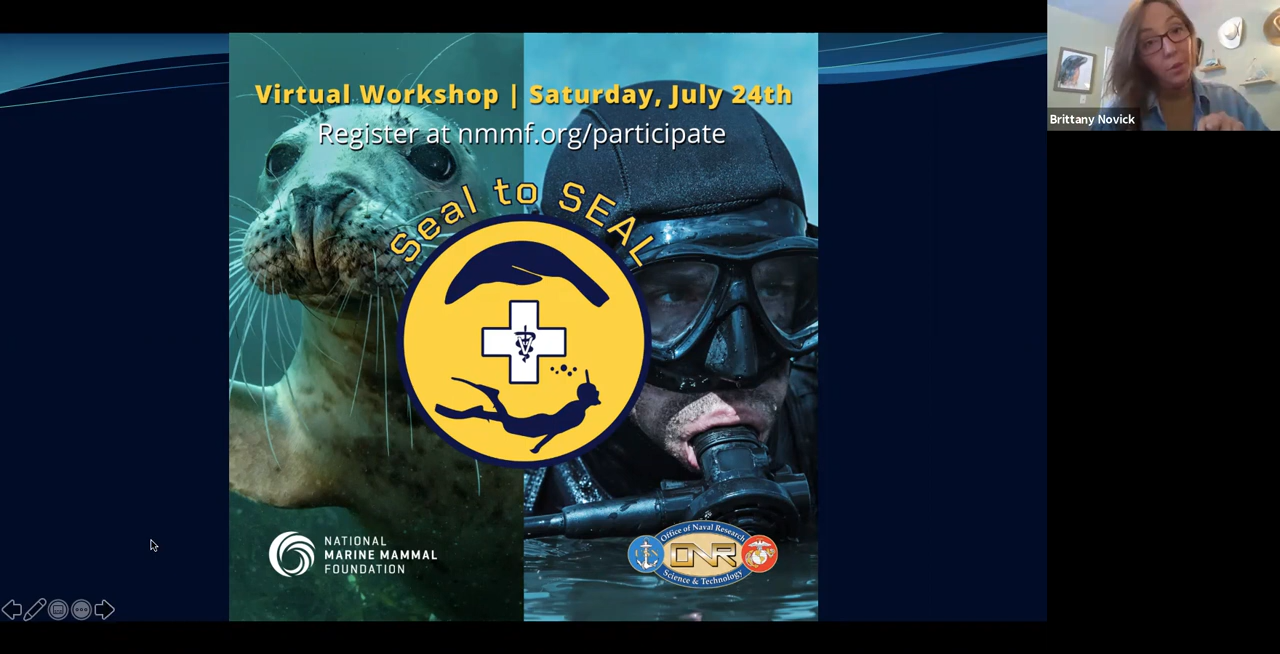 Virtual Workshop | Saturday, July 24th
Register at nmmf.org/participate
Seal to SEAL
NATIONAL
MARINE MAMMAL
FOUNDATION
Office of Naval Research
ONR
Science & Technology
Brittany Novick